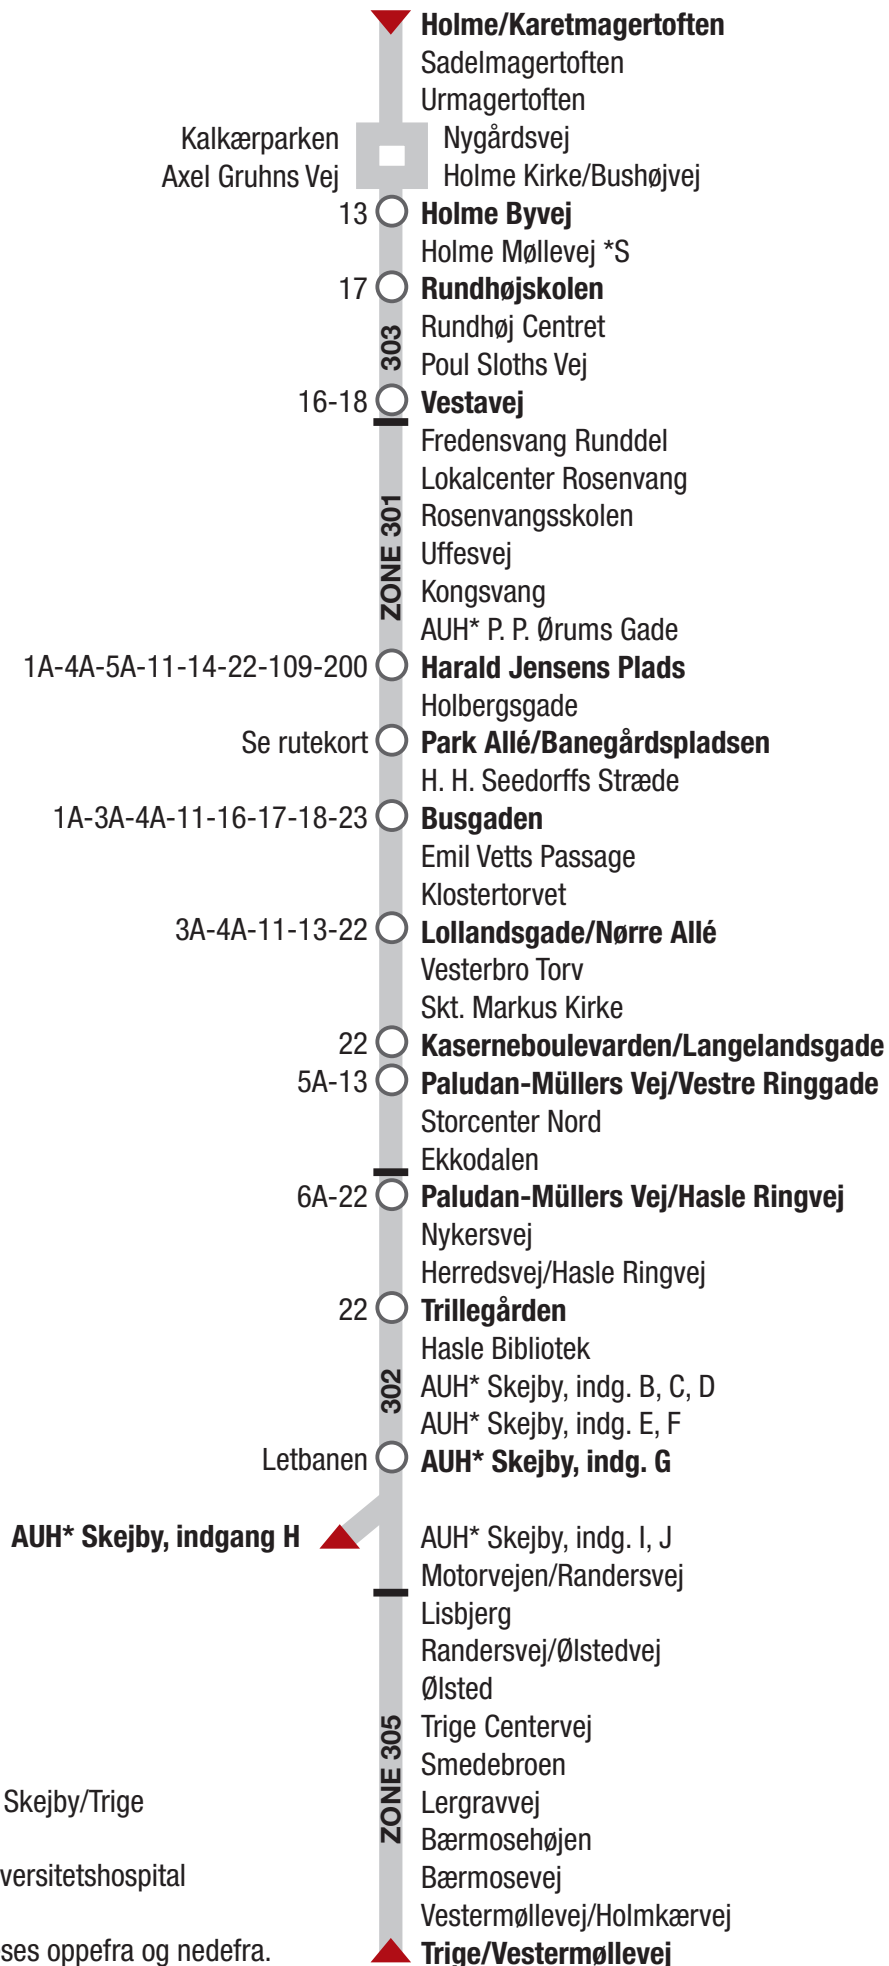 Holme/Karetmagertoften
Sadelmagertoften
Urmagertoften
Kalkærparken Nygårdsvej
Axel Gruhns Vej Holme Kirke/Bushøjvej
13 Holme Byvej
Holme Møllevej *S
17 Rundhøjskolen
303
Rundhøj Centret
Poul Sloths Vej
16-18 Vestavej
Fredensvang Runddel
Lokalcenter Rosenvang
ZONE 301
Rosenvangsskolen
Uffesvej
Kongsvang
AUH* P. P. Ørums Gade
1A-4A-5A-11-14-22-109-200 Harald Jensens Plads
Holbergsgade
Se rutekort Park Allé/Banegårdspladsen
H. H. Seedorffs Stræde
1A-3A-4A-11-16-17-18-23 Busgaden
Emil Vetts Passage
Klostertorvet
3A-4A-11-13-22 Lollandsgade/Nørre Allé
Vesterbro Torv
Skt. Markus Kirke
22 Kaserneboulevarden/Langelandsgade
5A-13 Paludan-Müllers Vej/Vestre Ringgade
Storcenter Nord
Ekkodalen
6A-22 Paludan-Müllers Vej/Hasle Ringvej
Nykersvej
Herredsvej/Hasle Ringvej
22 Trillegården
Hasle Bibliotek
302
AUH* Skejby, indg. B, C, D
AUH* Skejby, indg. E, F
Letbanen AUH* Skejby, indg. G
AUH* Skejby, indgang H AUH* Skejby, indg. I, J
Motorvejen/Randersvej
Lisbjerg
Randersvej/Ølstedvej
Ølsted
ZONE 305
Trige Centervej
Smedebroen
Skejby/Trige Lergravvej
Bærmosehøjen
versitetshospital Bærmosevej
Vestermøllevej/Holmkærvej
ses oppefra og nedefra. Trige/Vestermøllevej